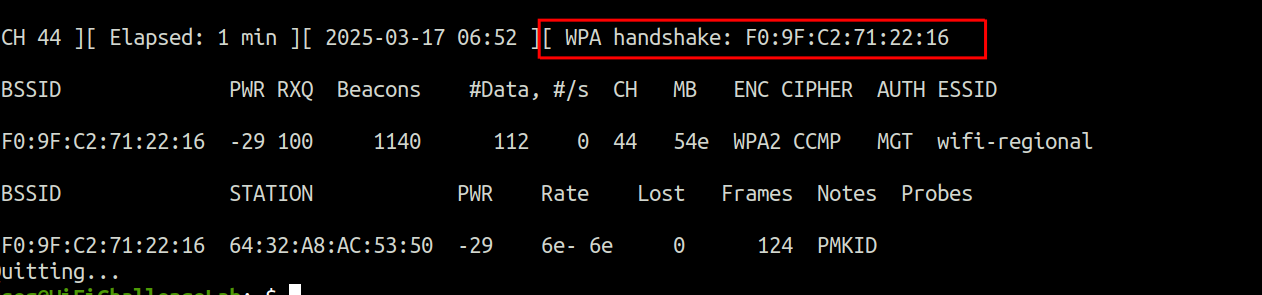 CH 44 ][ Elapsed: 1 min ][ 2025-03-17 06:52 ][ WPA handshake: F0:9F:C2:71:22:16
BSSID PWR RXQ Beacons #Data, #/s CH MB ENC CIPHER AUTH ESSID
F0:9F:C2:71:22:16 -29 100 1140 112 0 44 54e WPA2 CCMP MGT wifi-regional
BSSID STATION PWR Rate Lost Frames Notes Probes
F0:9F:C2:71:22:16 64:32:A8:AC:53:50 -29 6e- 6e 0 124 PMKID
uitting...